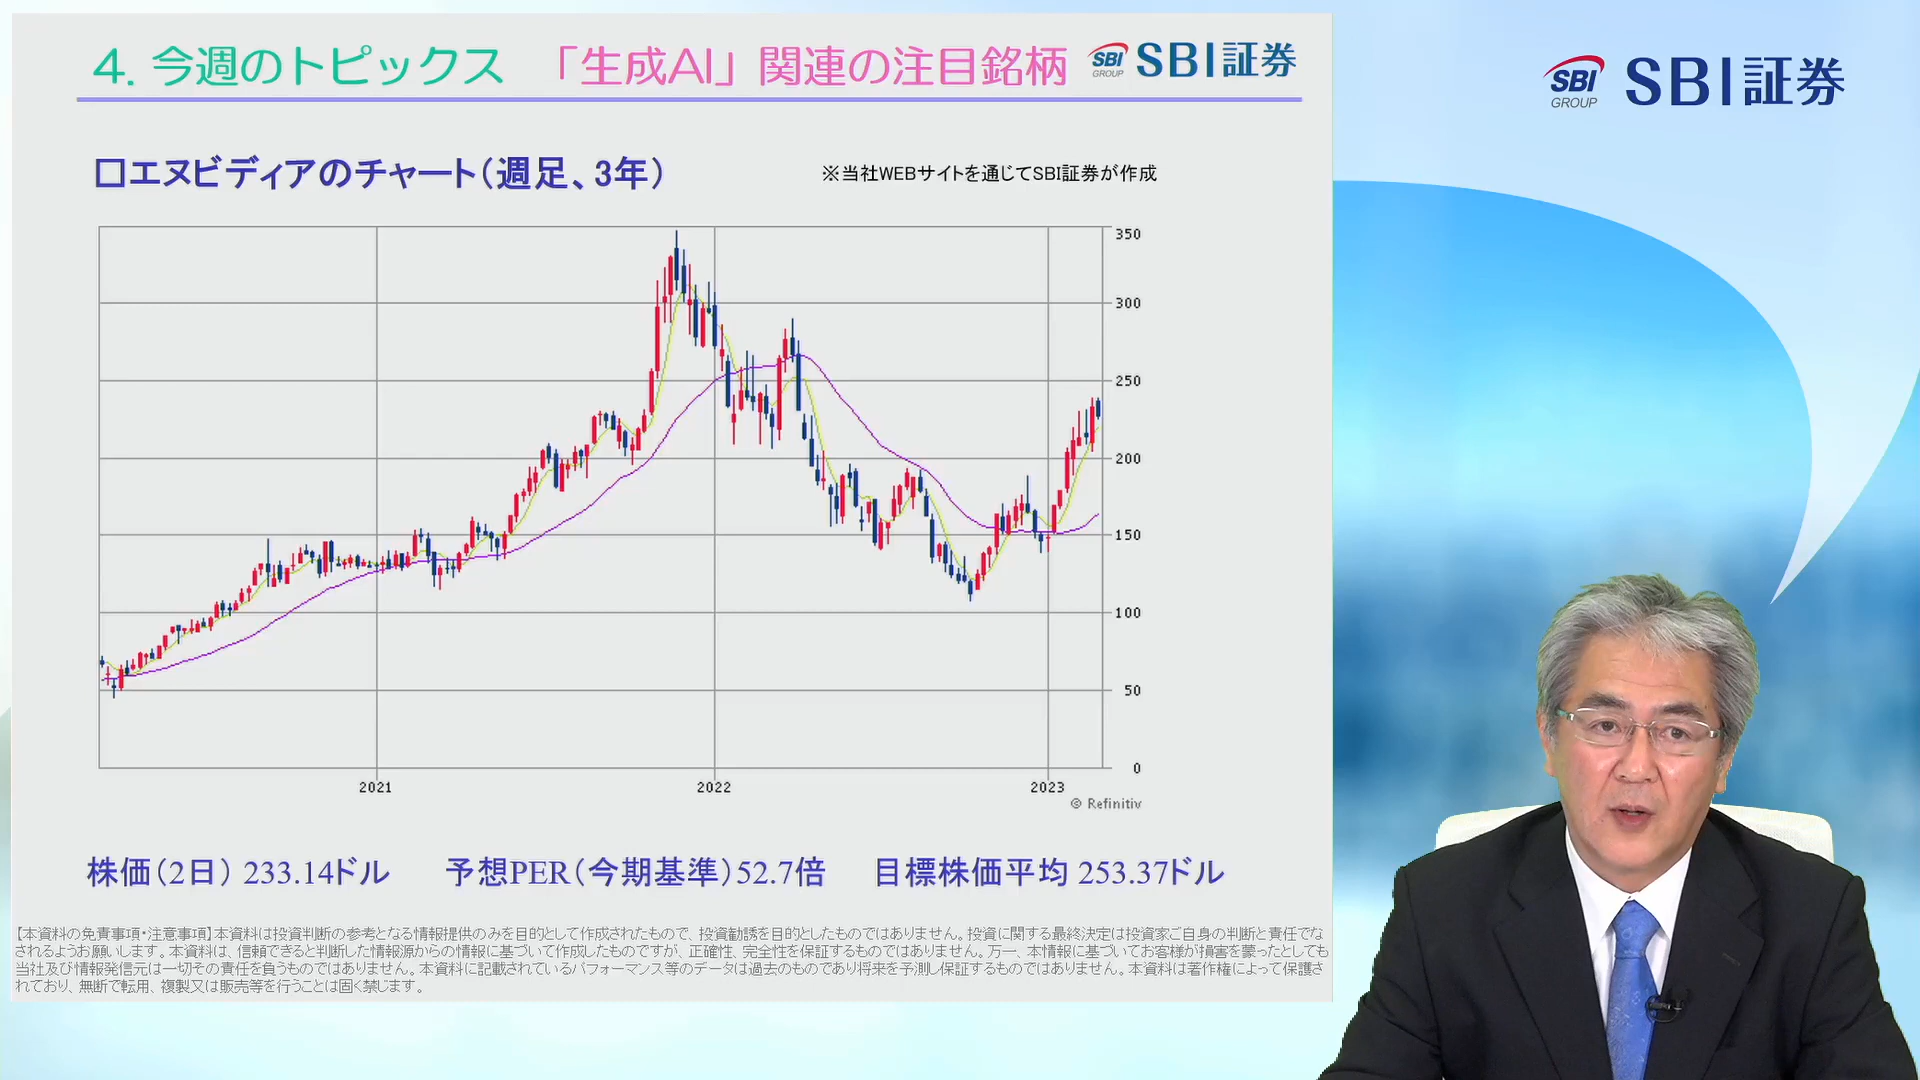 4. 今週のトピックス 「生成AI」関連の注目銘柄
SBI GROUP SBI証券
SBI GROUP SBI証券
□エヌビディアのチャート(週足、3年)
※当社WEBサイトを通じてSBI証券が作成
350
300
250
200
150
100
50
0
2021 2022 2023
© Refinitiv
株価(2日) 233.14ドル 予想PER(今期基準)52.7倍 目標株価平均 253.37ドル
【本資料の免責事項・注意事項】本資料は投資判断の参考となる情報提供のみを目的として作成されたもので、投資勧誘を目的としたものではありません。投資に関する最終決定は投資家ご自身の判断と責任でな
されるようお願いします。本資料は、信頼できると判断した情報源からの情報に基づいて作成したものですが、正確性、完全性を保証するものではありません。万一、本情報に基づいてお客様が損害を蒙ったとしても
当社及び情報発信元は一切その責任を負うものではありません。本資料に記載されているパフォーマンス等のデータは過去のものであり将来を予測し保証するものではありません。本資料は著作権によって保護さ
れており、無断で転用、複製又は販売等を行うことは固く禁じます。